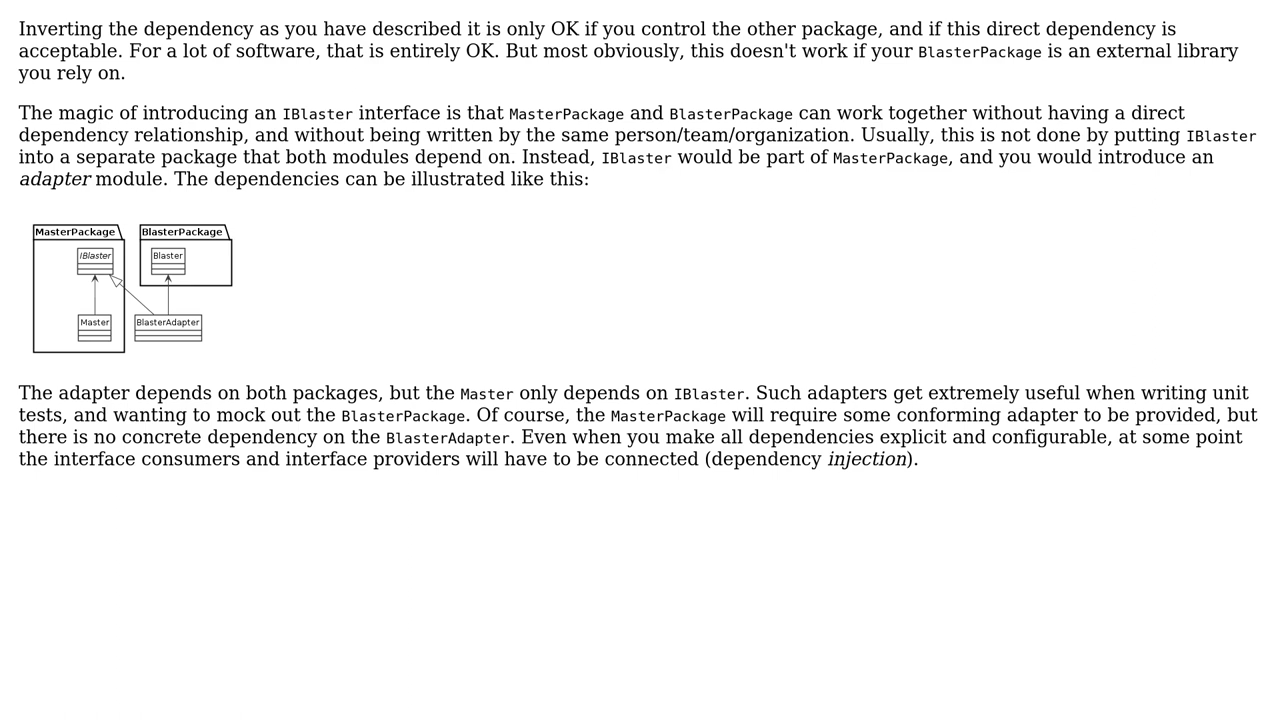 Inverting the dependency as you have described it is only OK if you control the other package, and if this direct dependency is
acceptable. For a lot of software, that is entirely OK. But most obviously, this doesn't work if your BlasterPackage is an external library
you rely on.
The magic of introducing an IBlaster interface is that MasterPackage and BlasterPackage can work together without having a direct
dependency relationship, and without being written by the same person/team/organization. Usually, this is not done by putting IBlaster
into a separate package that both modules depend on. Instead, IBlaster would be part of MasterPackage, and you would introduce an
adapter module. The dependencies can be illustrated like this:
MasterPackage
BlasterPackage
IBlaster
Blaster
Master
BlasterAdapter
The adapter depends on both packages, but the Master only depends on IBlaster. Such adapters get extremely useful when writing unit
tests, and wanting to mock out the BlasterPackage. Of course, the MasterPackage will require some conforming adapter to be provided, but
there is no concrete dependency on the BlasterAdapter. Even when you make all dependencies explicit and configurable, at some point
the interface consumers and interface providers will have to be connected (dependency injection).